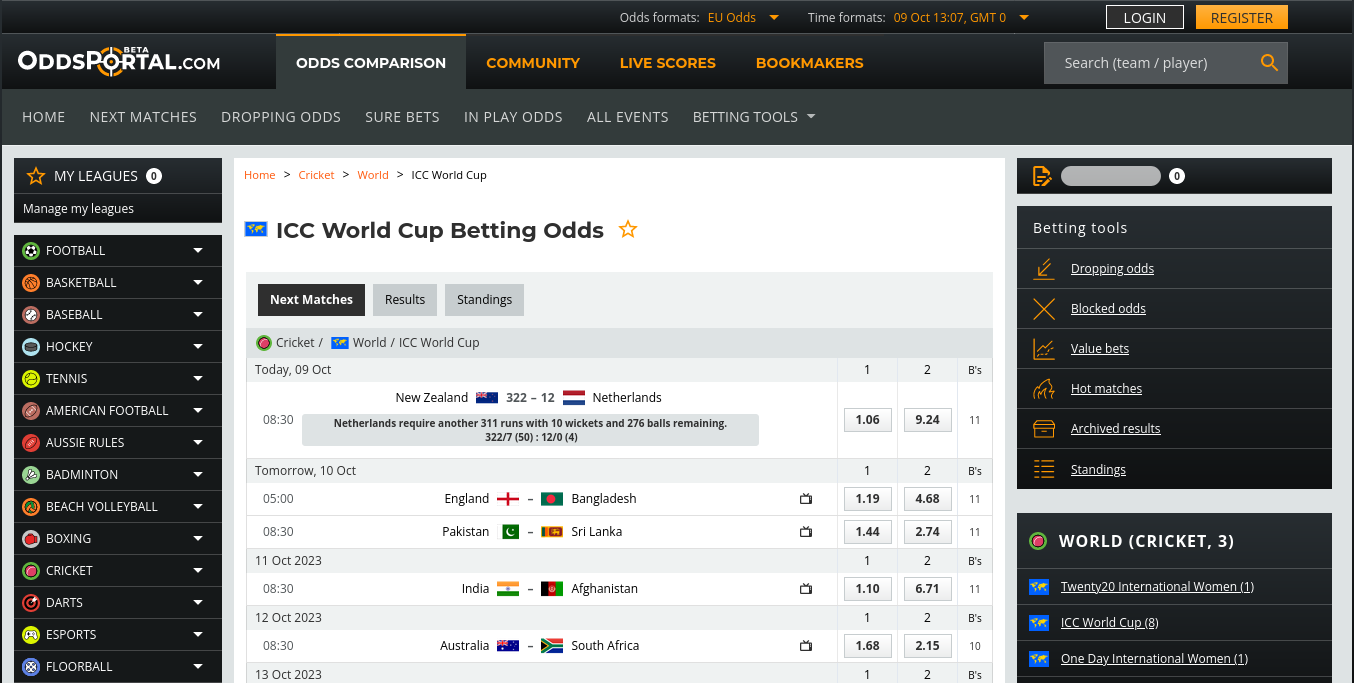 Odds formats: EU Odds Time formats: 09 Oct 13:07, GMT 0 LOGIN REGISTER
ODDSPORTAL.COM BETA ODDS COMPARISON COMMUNITY LIVE SCORES BOOKMAKERS Search (team / player)
HOME NEXT MATCHES DROPPING ODDS SURE BETS IN PLAY ODDS ALL EVENTS BETTING TOOLS
MY LEAGUES 0
Manage my leagues
FOOTBALL
BASKETBALL
BASEBALL
HOCKEY
TENNIS
AMERICAN FOOTBALL
AUSSIE RULES
BADMINTON
BEACH VOLLEYBALL
BOXING
CRICKET
DARTS
ESPORTS
FLOORBALL
Home > Cricket > World > ICC World Cup
ICC World Cup Betting Odds
Next Matches Results Standings
Cricket / World / ICC World Cup
Today, 09 Oct 1 2 B's
08:30 New Zealand 322 – 12 Netherlands 1.06 9.24 11
Netherlands require another 311 runs with 10 wickets and 276 balls remaining.
322/7 (50) : 12/0 (4)
Tomorrow, 10 Oct 1 2 B's
05:00 England – Bangladesh 1.19 4.68 11
08:30 Pakistan – Sri Lanka 1.44 2.74 11
11 Oct 2023 1 2 B's
08:30 India – Afghanistan 1.10 6.71 11
12 Oct 2023 1 2 B's
08:30 Australia – South Africa 1.68 2.15 10
13 Oct 2023 1 2 B's
0
Betting tools
Dropping odds
Blocked odds
Value bets
Hot matches
Archived results
Standings
WORLD (CRICKET, 3)
Twenty20 International Women (1)
ICC World Cup (8)
One Day International Women (1)